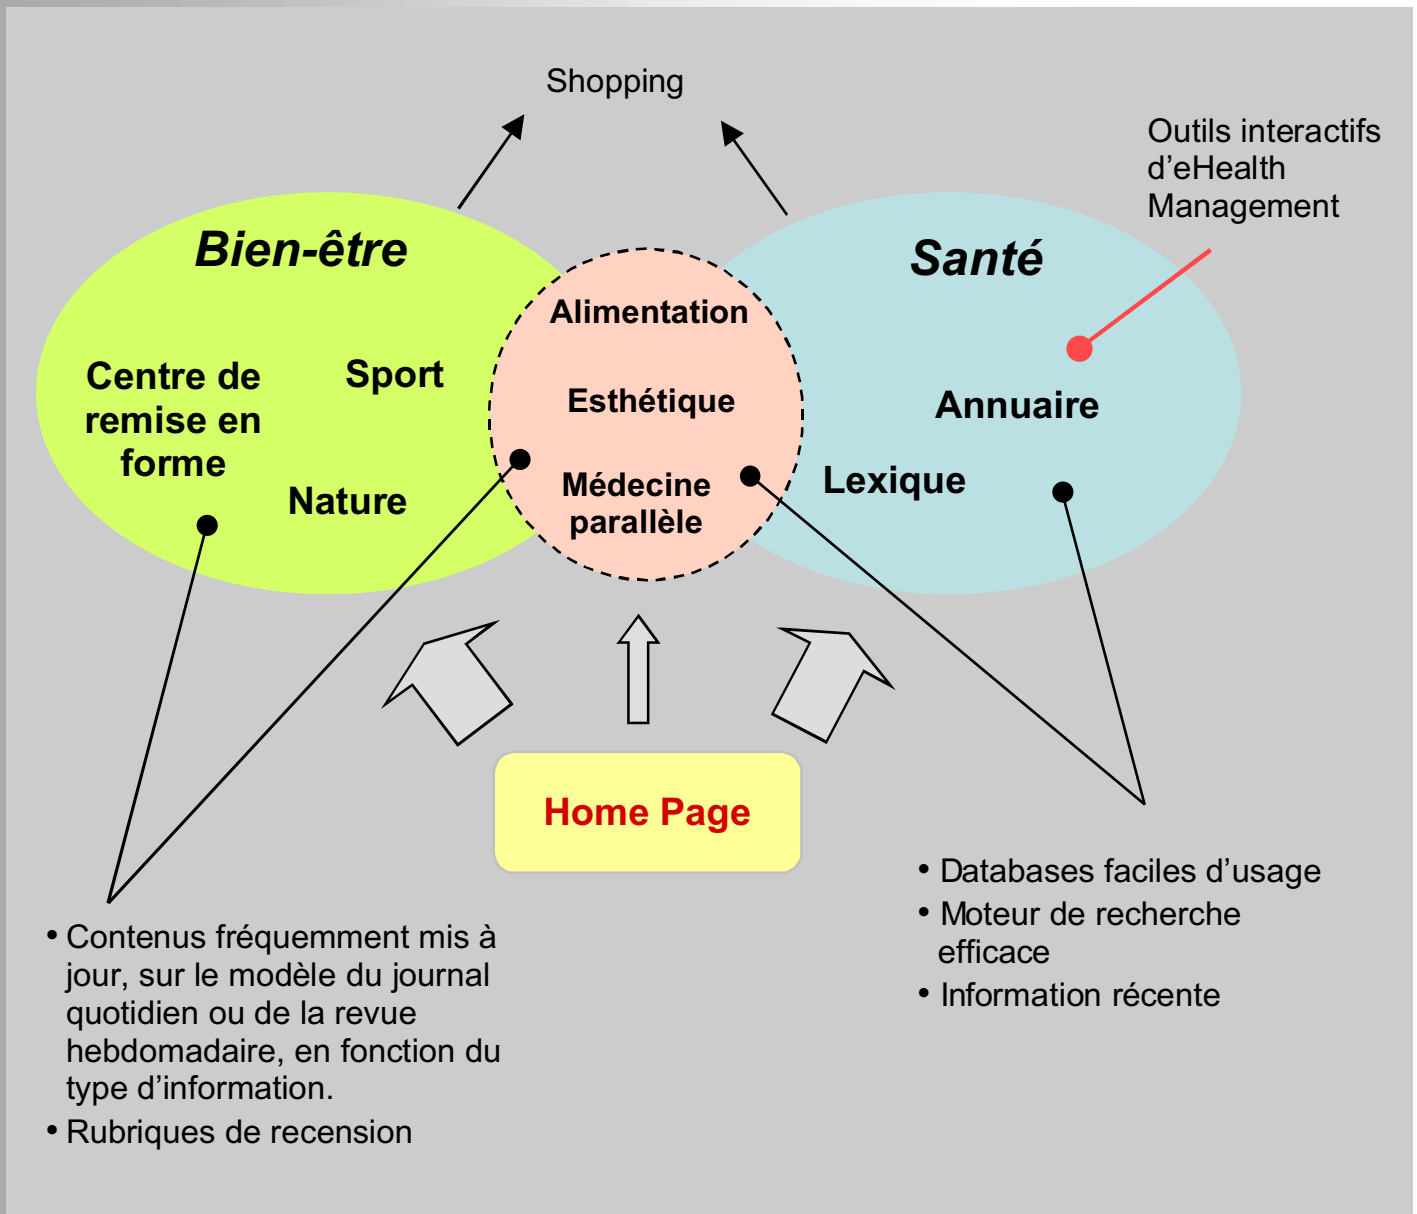 Shopping
Outils interactifs
d’eHealth
Management
Bien-être
Santé
Alimentation
Centre de
remise en
forme
Sport
Esthétique
Annuaire
Nature
Médecine
parallèle
Lexique
Home Page
• Contenus fréquemment mis à
jour, sur le modèle du journal
quotidien ou de la revue
hebdomadaire, en fonction du
type d’information.
• Rubriques de recension
• Databases faciles d’usage
• Moteur de recherche
efficace
• Information récente